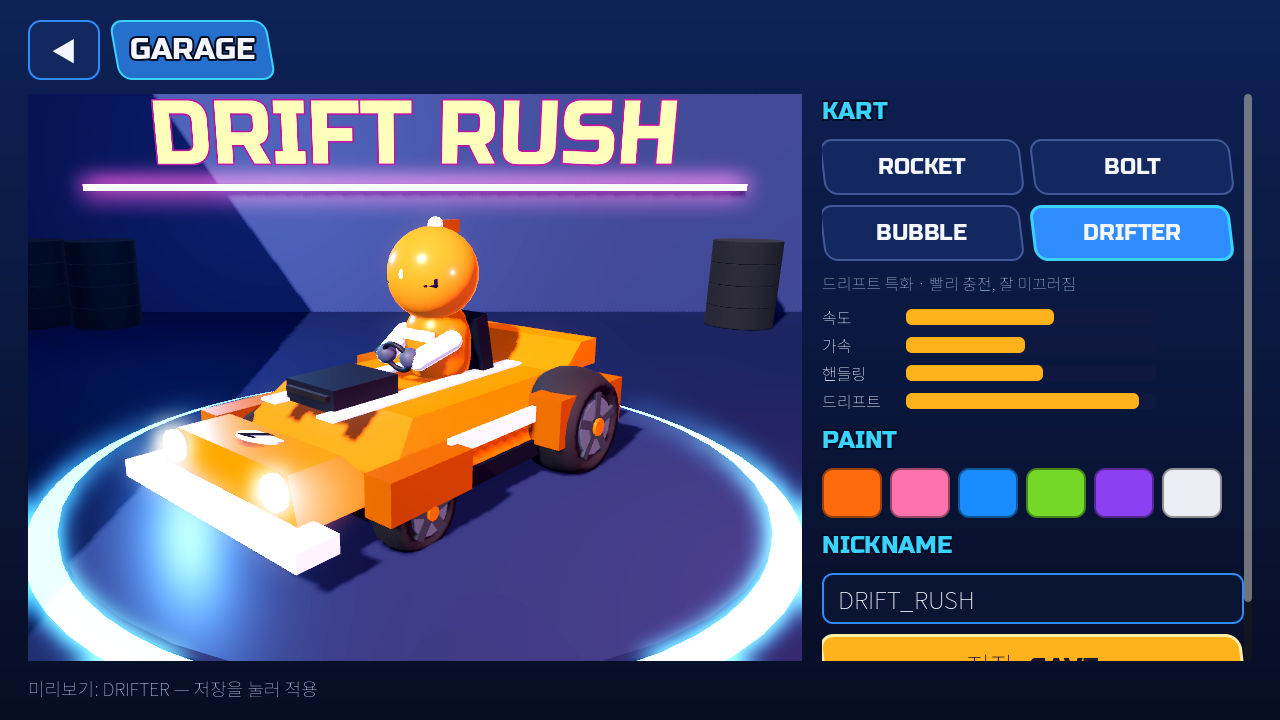 GARAGE
DRIFT RUSH
KART
ROCKET
BOLT
BUBBLE
DRIFTER
드리프트 특화 · 빨리 충전, 잘 미끄러짐
속도
가속
핸들링
드리프트
PAINT
NICKNAME
DRIFT_RUSH
미리보기: DRIFTER — 저장을 눌러 적용